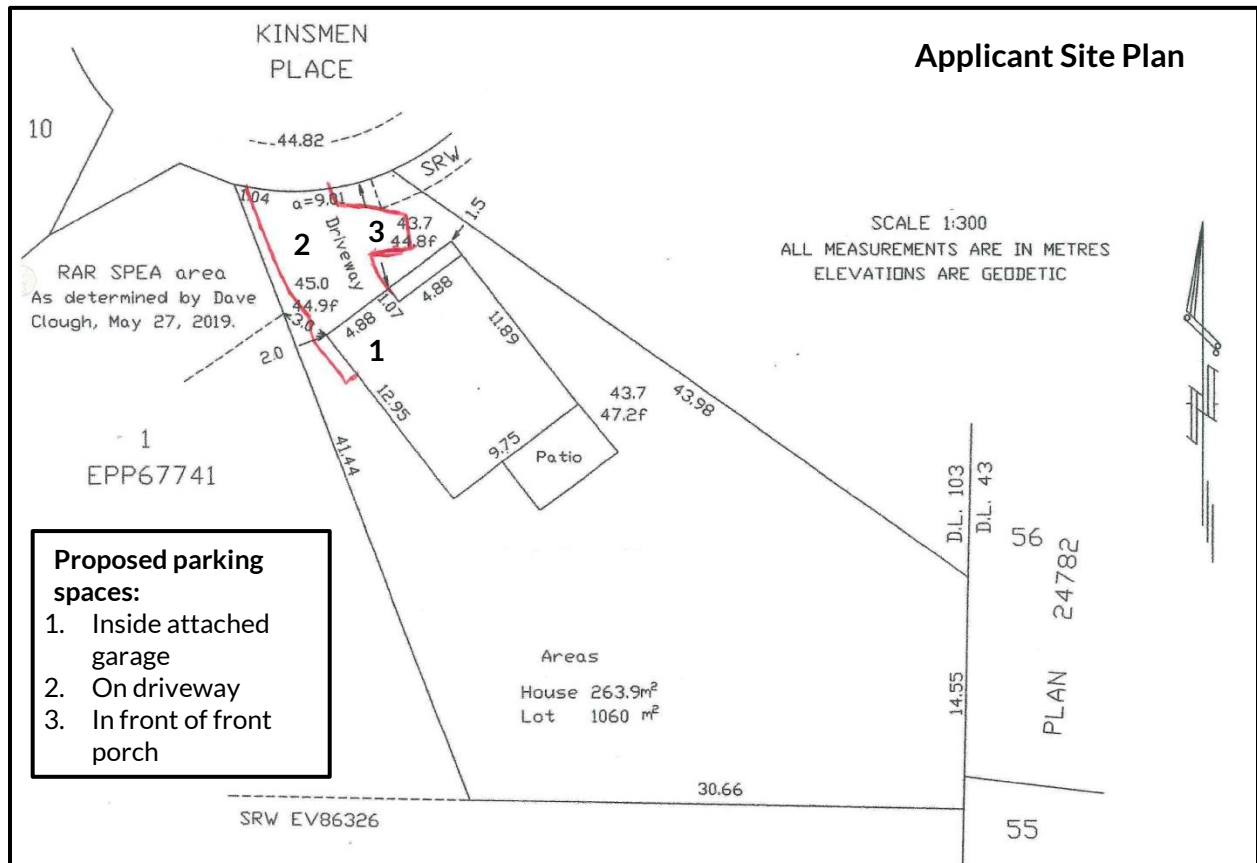 KINSMEN
PLACE
Applicant Site Plan
10
44.82
SRW
1.04
a=9.01
1.5
2
Driveway
3
43.7
44.8f
SCALE 1:300
ALL MEASUREMENTS ARE IN METRES
ELEVATIONS ARE GEODETIC
RAR SPEA area
As determined by Dave
Clough, May 27, 2019.
45.0
44.9f
3.0
2.0
4.88
1.07
4.88
1
11.89
12.95
43.7
47.2f
43.98
9.75
Patio
41.44
1
EPP67741
D.L. 103
D.L. 43
56
PLAN 24782
Proposed parking
spaces:
1. Inside attached
garage
2. On driveway
3. In front of front
porch
Areas
House 263.9m²
Lot 1060 m²
14.55
30.66
SRW EV86326
55